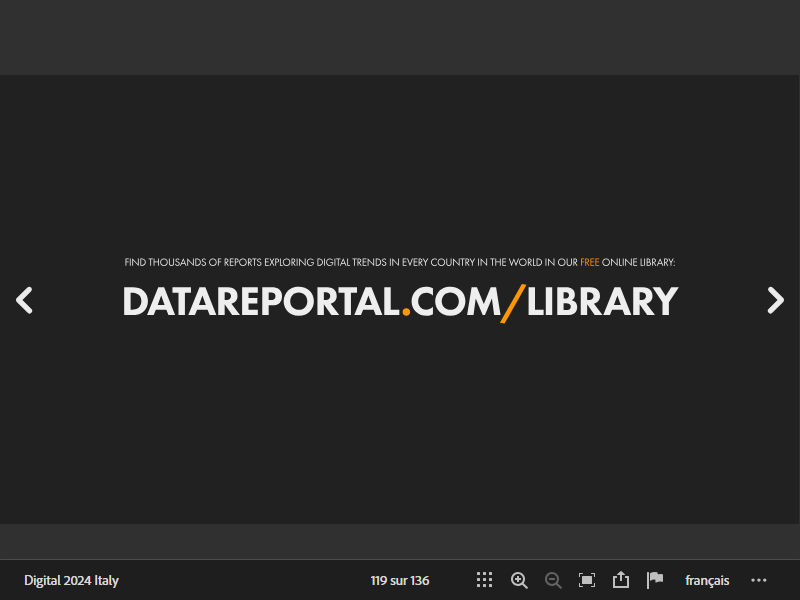 FIND THOUSANDS OF REPORTS EXPLORING DIGITAL TRENDS IN EVERY COUNTRY IN THE WORLD IN OUR FREE ONLINE LIBRARY:
DATAREPORTAL.COM/LIBRARY
Digital 2024 Italy 119 sur 136 français